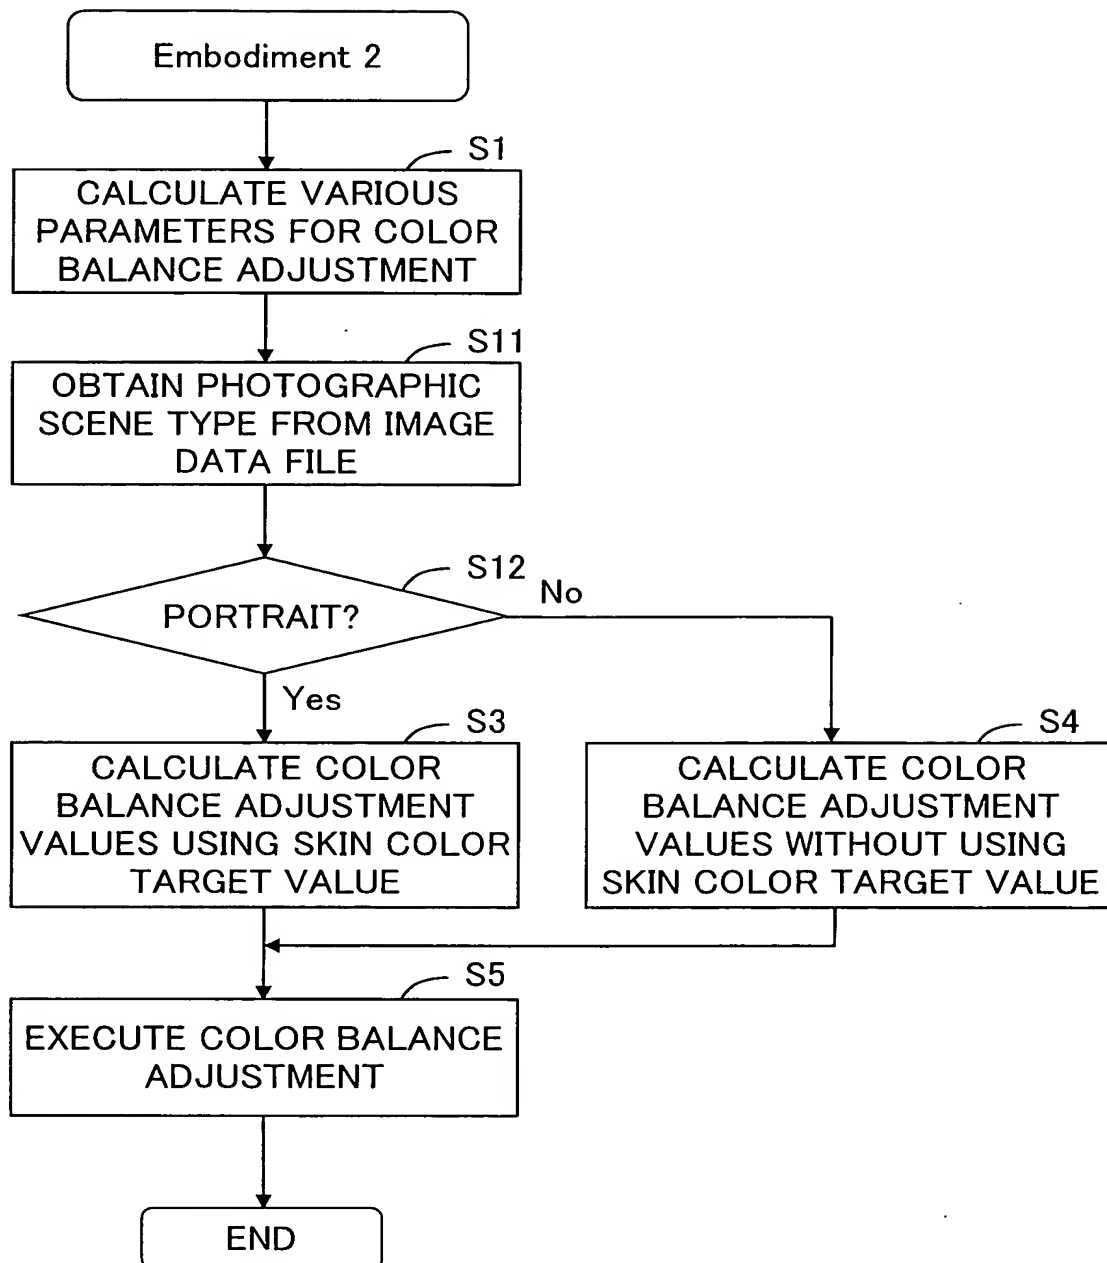 Embodiment 2
S1
CALCULATE VARIOUS
PARAMETERS FOR COLOR
BALANCE ADJUSTMENT
S11
OBTAIN PHOTOGRAPHIC
SCENE TYPE FROM IMAGE
DATA FILE
S12
PORTRAIT?
No
Yes
S3
CALCULATE COLOR
BALANCE ADJUSTMENT
VALUES USING SKIN COLOR
TARGET VALUE
S4
CALCULATE COLOR
BALANCE ADJUSTMENT
VALUES WITHOUT USING
SKIN COLOR TARGET VALUE
S5
EXECUTE COLOR BALANCE
ADJUSTMENT
END